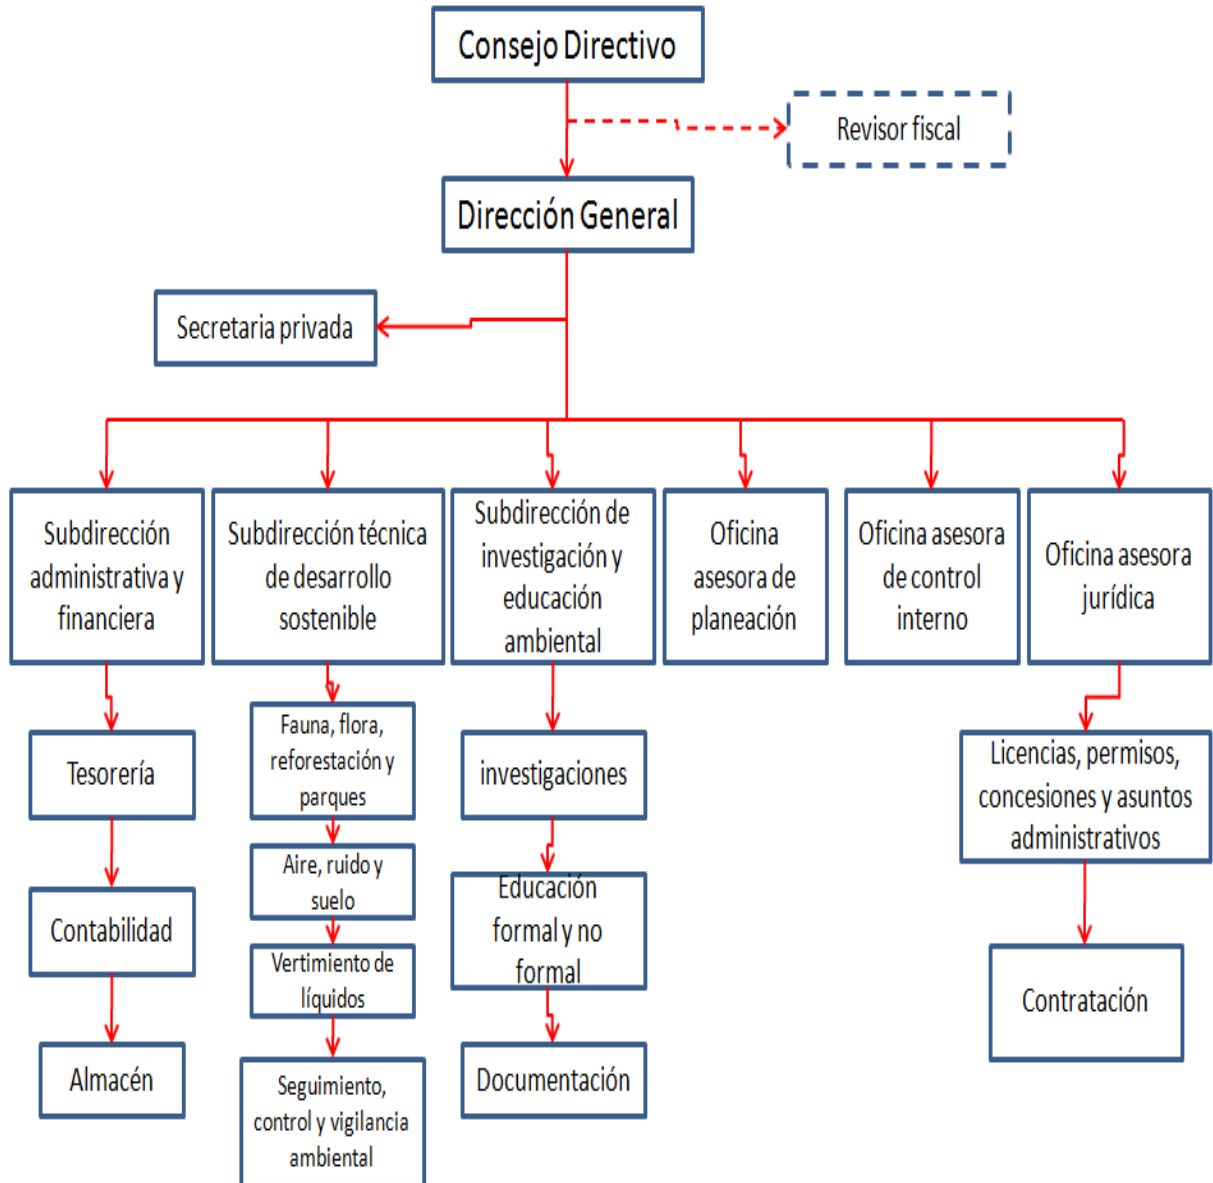 Consejo Directivo
Revisor fiscal
Dirección General
Secretaria privada
Subdirección
administrativa y
financiera
Subdirección técnica
de desarrollo
sostenible
Subdirección de
investigación y
educación
ambiental
Oficina
asesora de
planeación
Oficina asesora
de control
interno
Oficina asesora
jurídica
Tesorería
Contabilidad
Almacén
Fauna, flora,
reforestación y
parques
Aire, ruido y
suelo
Vertimiento de
líquidos
Seguimiento,
control y vigilancia
ambiental
investigaciones
Educación
formal y no
formal
Documentación
Licencias, permisos,
concesiones y asuntos
administrativos
Contratación